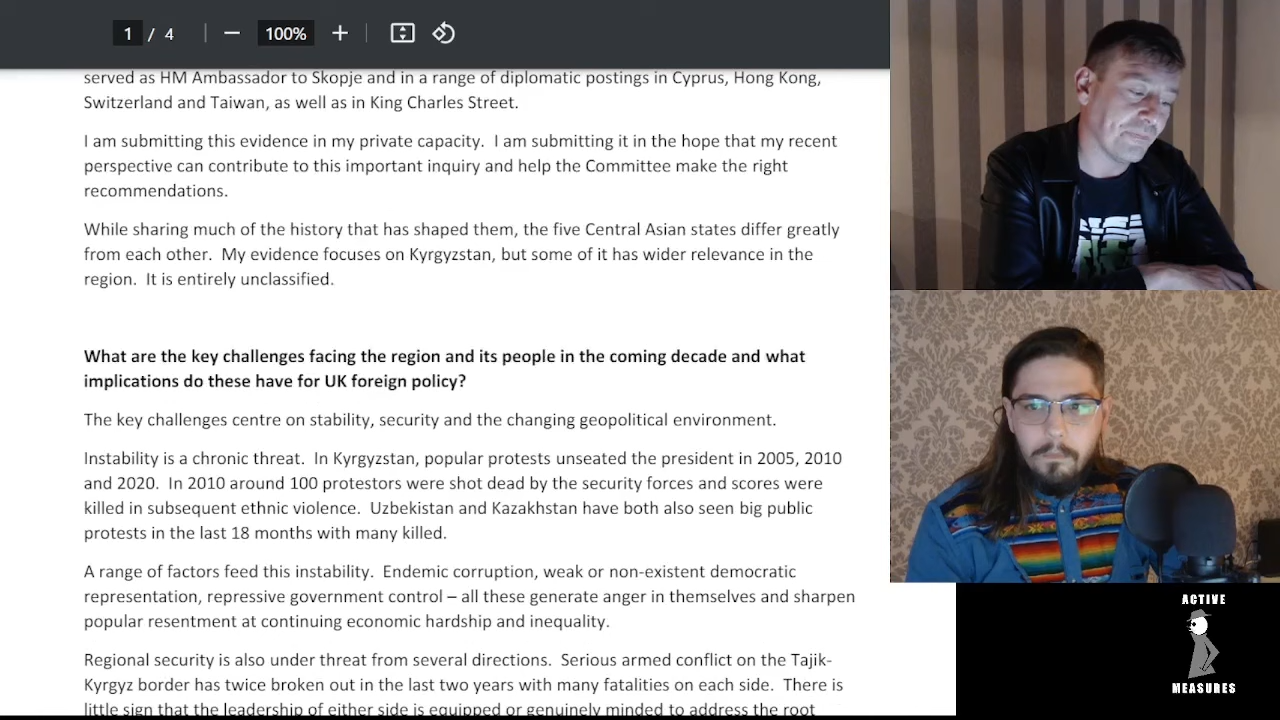 1 / 4 — 100% +
served as HM Ambassador to Skopje and in a range of diplomatic postings in Cyprus, Hong Kong,
Switzerland and Taiwan, as well as in King Charles Street.
I am submitting this evidence in my private capacity.  I am submitting it in the hope that my recent
perspective can contribute to this important inquiry and help the Committee make the right
recommendations.
While sharing much of the history that has shaped them, the five Central Asian states differ greatly
from each other.  My evidence focuses on Kyrgyzstan, but some of it has wider relevance in the
region.  It is entirely unclassified.
What are the key challenges facing the region and its people in the coming decade and what
implications do these have for UK foreign policy?
The key challenges centre on stability, security and the changing geopolitical environment.
Instability is a chronic threat.  In Kyrgyzstan, popular protests unseated the president in 2005, 2010
and 2020.  In 2010 around 100 protestors were shot dead by the security forces and scores were
killed in subsequent ethnic violence.  Uzbekistan and Kazakhstan have both also seen big public
protests in the last 18 months with many killed.
A range of factors feed this instability.  Endemic corruption, weak or non-existent democratic
representation, repressive government control – all these generate anger in themselves and sharpen
popular resentment at continuing economic hardship and inequality.
Regional security is also under threat from several directions.  Serious armed conflict on the Tajik-
Kyrgyz border has twice broken out in the last two years with many fatalities on each side.  There is
little sign that the leadership of either side is equipped or genuinely minded to address the root
ACTIVE
MEASURES